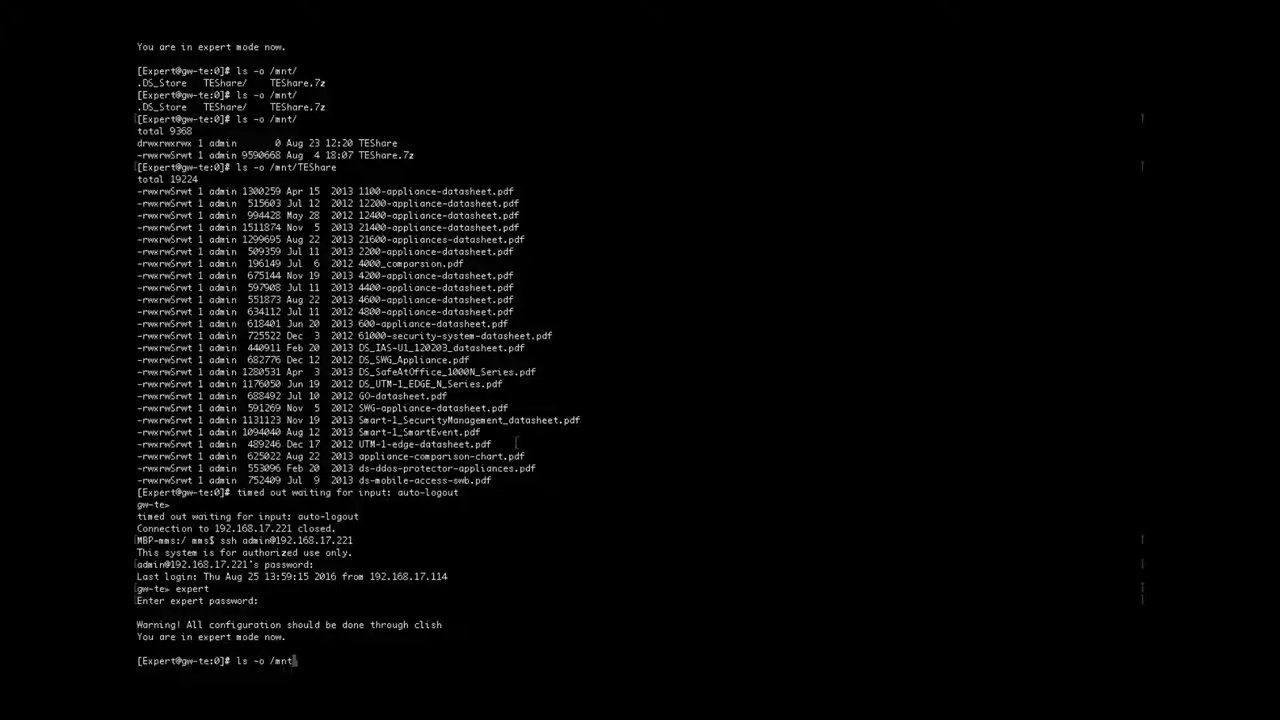 You are in expert mode now.
[Expert@gw-te:0]# ls -o /mnt/
.DS_Store   TEShare/    TEShare.7z
[Expert@gw-te:0]# ls -o /mnt/
.DS_Store   TEShare/    TEShare.7z
[Expert@gw-te:0]# ls -o /mnt/
total 9368
drwxrwxrwx 1 admin       0 Aug 23 12:20 TEShare
-rwxrwSrwt 1 admin 9590668 Aug  4 18:07 TEShare.7z
[Expert@gw-te:0]# ls -o /mnt/TEShare
total 19224
-rwxrwSrwt 1 admin 1300259 Apr 15  2013 1100-appliance-datasheet.pdf
-rwxrwSrwt 1 admin  515603 Jul 12  2012 12200-appliance-datasheet.pdf
-rwxrwSrwt 1 admin  994428 May 28  2012 12400-appliance-datasheet.pdf
-rwxrwSrwt 1 admin 1511874 Nov  5  2013 21400-appliance-datasheet.pdf
-rwxrwSrwt 1 admin 1299695 Aug 22  2013 21600-appliances-datasheet.pdf
-rwxrwSrwt 1 admin  509359 Jul 11  2013 2200-appliance-datasheet.pdf
-rwxrwSrwt 1 admin  196149 Jul  6  2012 4000_comparsion.pdf
-rwxrwSrwt 1 admin  675144 Nov 19  2013 4200-appliance-datasheet.pdf
-rwxrwSrwt 1 admin  597908 Jul 11  2013 4400-appliance-datasheet.pdf
-rwxrwSrwt 1 admin  551873 Aug 22  2013 4600-appliance-datasheet.pdf
-rwxrwSrwt 1 admin  634112 Jul 11  2012 4800-appliance-datasheet.pdf
-rwxrwSrwt 1 admin  618401 Jun 20  2013 600-appliance-datasheet.pdf
-rwxrwSrwt 1 admin  725522 Dec  3  2012 61000-security-system-datasheet.pdf
-rwxrwSrwt 1 admin  440911 Feb 20  2013 DS_IAS-U1_120203_datasheet.pdf
-rwxrwSrwt 1 admin  682776 Dec 12  2012 DS_SWG_Appliance.pdf
-rwxrwSrwt 1 admin 1280531 Apr  3  2013 DS_SafeAtOffice_1000N_Series.pdf
-rwxrwSrwt 1 admin 1176050 Jun 19  2012 DS_UTM-1_EDGE_N_Series.pdf
-rwxrwSrwt 1 admin  688492 Jul 10  2012 GO-datasheet.pdf
-rwxrwSrwt 1 admin  591269 Nov  5  2013 SWG-appliance-datasheet.pdf
-rwxrwSrwt 1 admin 1131123 Nov 19  2013 Smart-1_SecurityManagement_datasheet.pdf
-rwxrwSrwt 1 admin 1094040 Aug 12  2013 Smart-1_SmartEvent.pdf
-rwxrwSrwt 1 admin  489246 Dec 17  2012 UTM-1-edge-datasheet.pdf
-rwxrwSrwt 1 admin  625022 Aug 22  2013 appliance-comparison-chart.pdf
-rwxrwSrwt 1 admin  553096 Feb 20  2013 ds-ddos-protector-appliances.pdf
-rwxrwSrwt 1 admin  752409 Jul  9  2013 ds-mobile-access-swb.pdf
[Expert@gw-te:0]# timed out waiting for input: auto-logout
gw-te>
timed out waiting for input: auto-logout
Connection to 192.168.17.221 closed.
MBP-mms:/ mms$ ssh admin@192.168.17.221
This system is for authorized use only.
admin@192.168.17.221's password:
Last login: Thu Aug 25 13:59:15 2016 from 192.168.17.114
gw-te> expert
Enter expert password:
Warning! All configuration should be done through clish
You are in expert mode now.
[Expert@gw-te:0]# ls -o /mnt